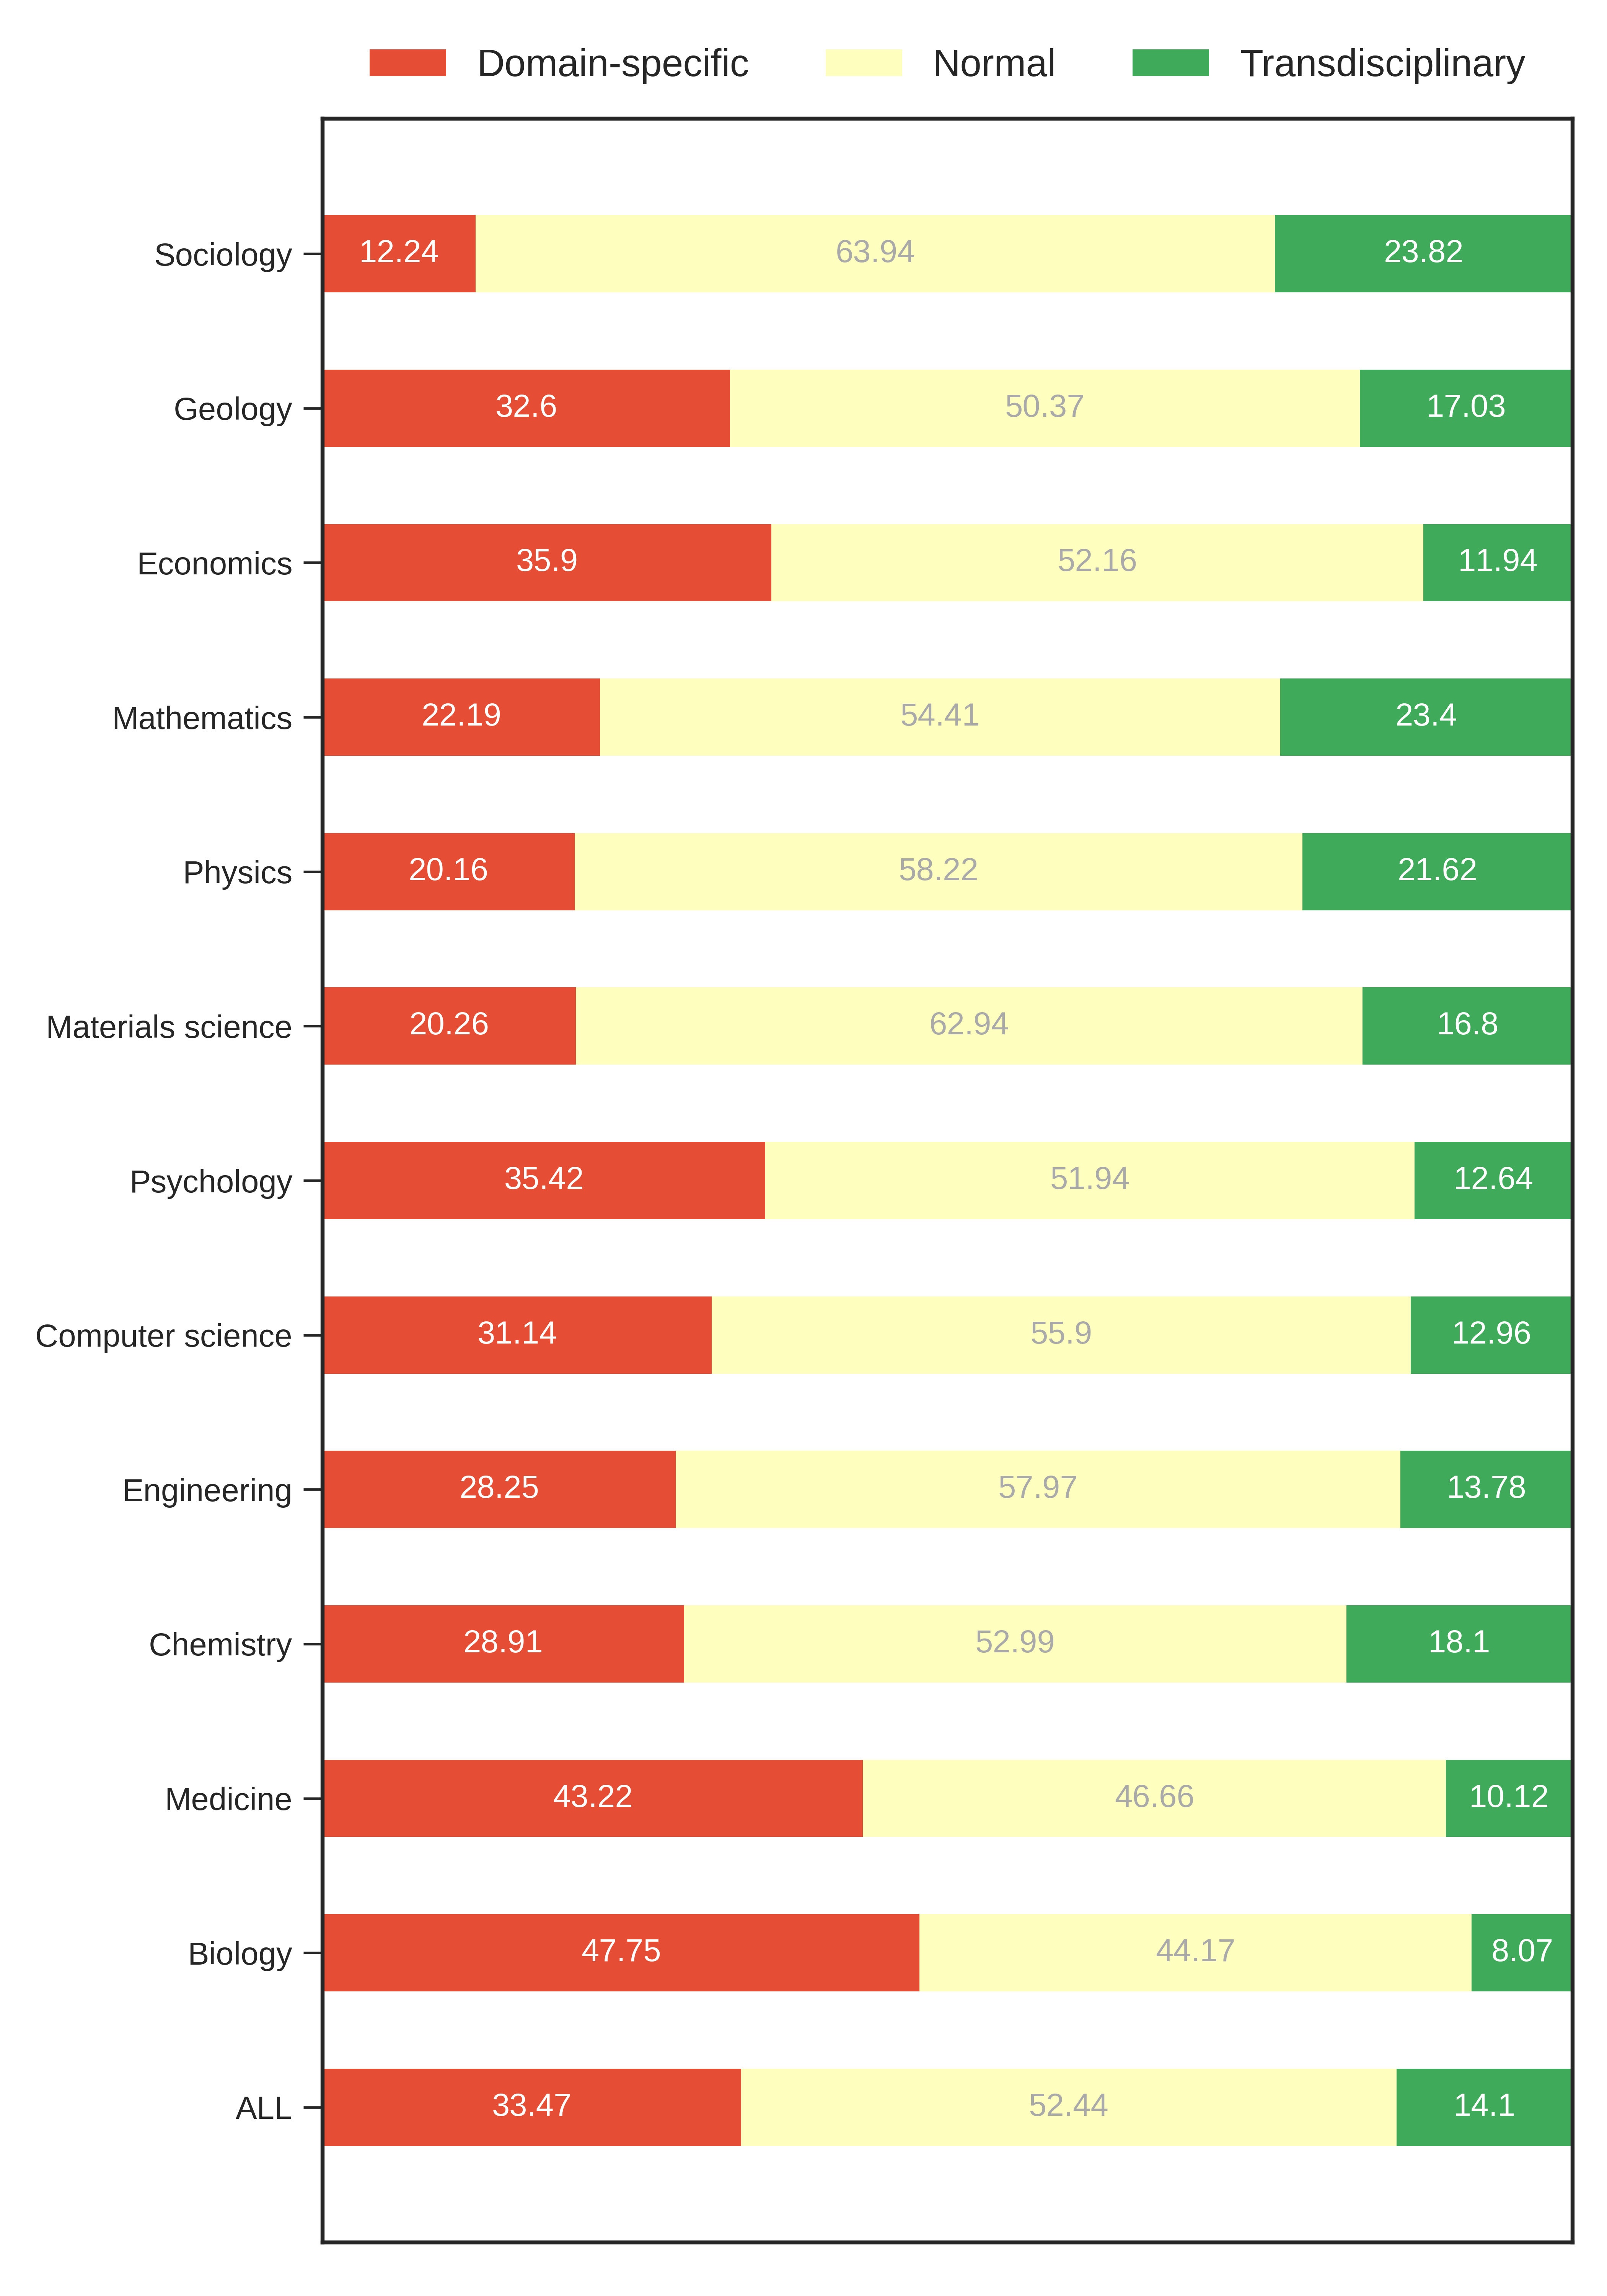 Domain-specific Normal Transdisciplinary
Sociology 12.24 63.94 23.82
Geology 32.6 50.37 17.03
Economics 35.9 52.16 11.94
Mathematics 22.19 54.41 23.4
Physics 20.16 58.22 21.62
Materials science 20.26 62.94 16.8
Psychology 35.42 51.94 12.64
Computer science 31.14 55.9 12.96
Engineering 28.25 57.97 13.78
Chemistry 28.91 52.99 18.1
Medicine 43.22 46.66 10.12
Biology 47.75 44.17 8.07
ALL 33.47 52.44 14.1